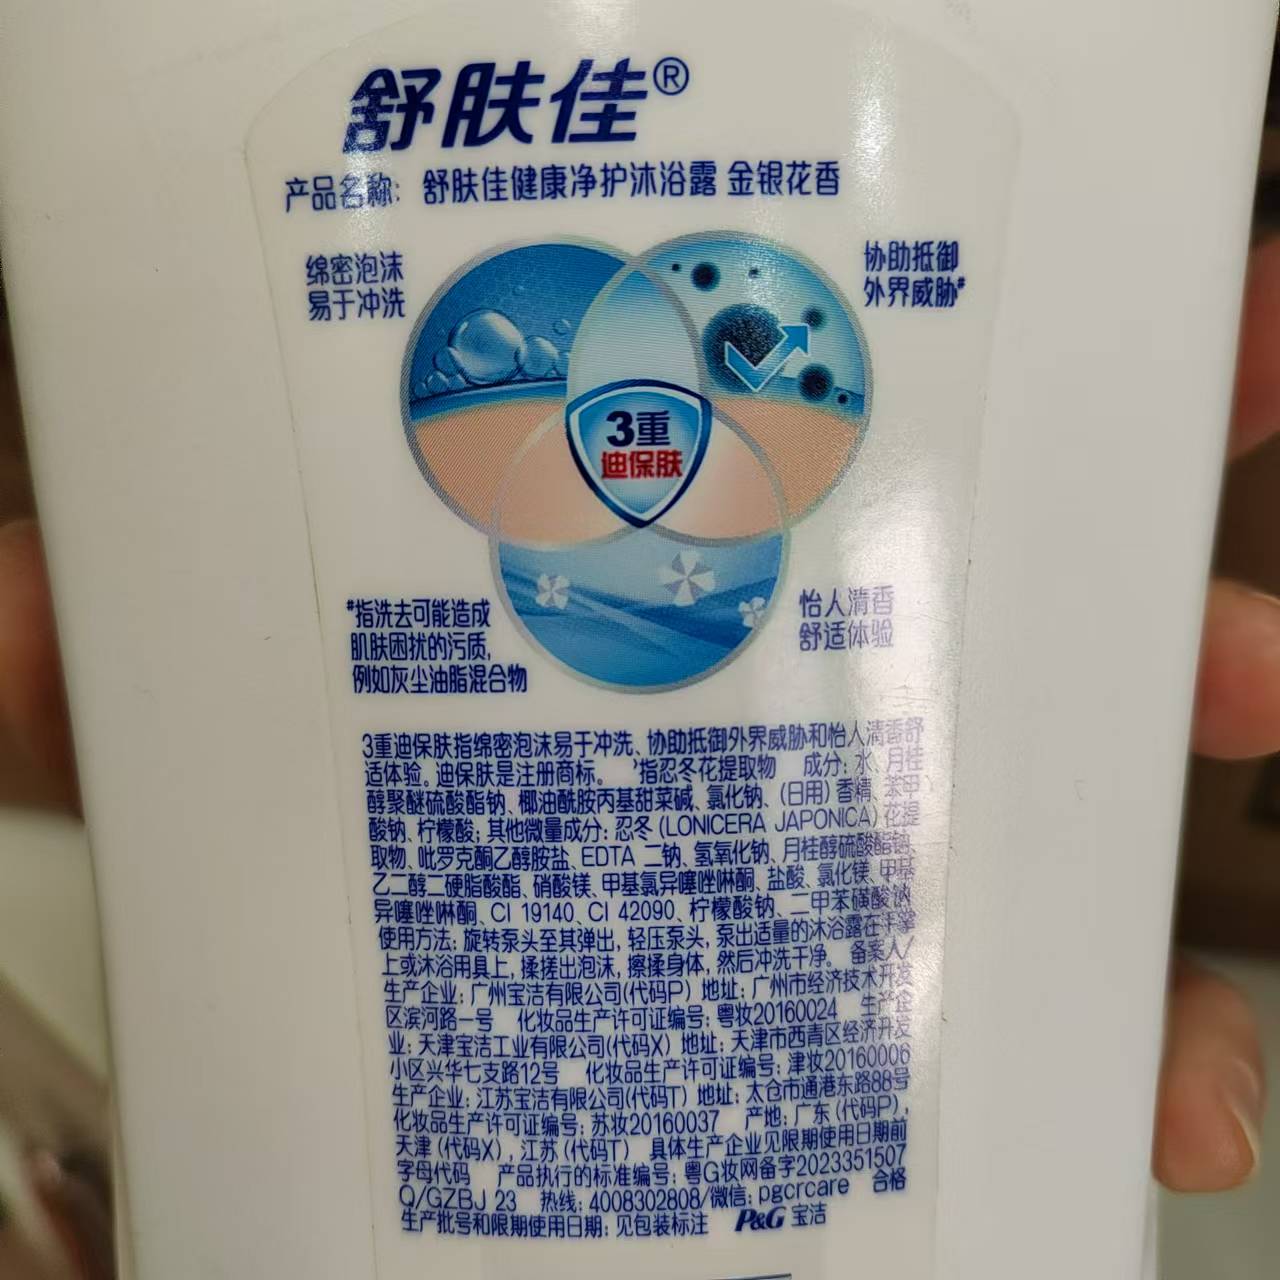 舒肤佳®
产品名称: 舒肤佳健康净护沐浴露 金银花香
绵密泡沫
易于冲洗
协助抵御
外界威胁#
3重
迪保肤
#指洗去可能造成
肌肤困扰的污质,
例如灰尘油脂混合物
怡人清香
舒适体验
3重迪保肤指绵密泡沫易于冲洗、协助抵御外界威胁和怡人清香舒
适体验。迪保肤是注册商标。 '指忍冬花提取物 成分: 水、月桂
醇聚醚硫酸酯钠、椰油酰胺丙基甜菜碱、氯化钠、(日用)香精、苯甲
酸钠、柠檬酸; 其他微量成分: 忍冬(LONICERA JAPONICA)花提
取物、吡罗克酮乙醇胺盐、EDTA 二钠、氢氧化钠、月桂醇硫酸酯钠、
乙二醇二硬脂酸酯、硝酸镁、甲基氯异噻唑啉酮、盐酸、氯化镁、甲基
异噻唑啉酮、CI 19140、CI 42090、柠檬酸钠、二甲苯磺酸钠
使用方法: 旋转泵头至其弹出, 轻压泵头, 泵出适量的沐浴露在手掌
上或沐浴用具上, 揉搓出泡沫, 擦揉身体, 然后冲洗干净。 备案人/
生产企业: 广州宝洁有限公司(代码P) 地址: 广州市经济技术开发
区滨河路一号 化妆品生产许可证编号: 粤妆20160024 生产企
业: 天津宝洁工业有限公司(代码X) 地址: 天津市西青区经济开发
小区兴华七支路12号 化妆品生产许可证编号: 津妆20160006
生产企业: 江苏宝洁有限公司(代码T) 地址: 太仓市通港东路88号
化妆品生产许可证编号: 苏妆20160037 产地: 广东(代码P),
天津(代码X), 江苏(代码T) 具体生产企业见限期使用日期前
字母代码 产品执行的标准编号: 粤G妆网备字2023351507
Q/GZBJ 23 热线: 4008302808/微信: pgcrcare 合格
生产批号和限期使用日期: 见包装标注 P&G 宝洁